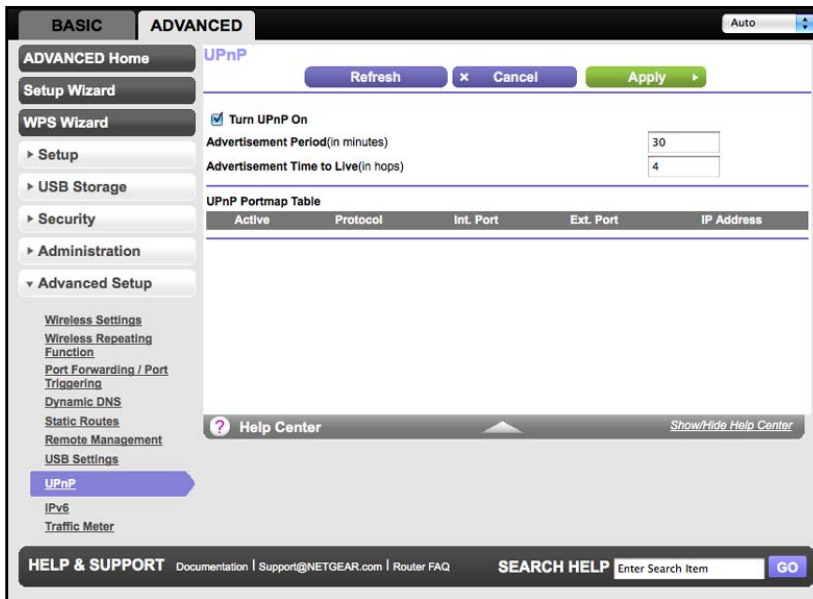 BASIC ADVANCED Auto
ADVANCED Home
Setup Wizard
WPS Wizard
Setup
USB Storage
Security
Administration
Advanced Setup
Wireless Settings
Wireless Repeating
Function
Port Forwarding / Port
Triggering
Dynamic DNS
Static Routes
Remote Management
USB Settings
UPnP
IPv6
Traffic Meter
UPnP
Refresh × Cancel Apply
Turn UPnP On
Advertisement Period(in minutes) 30
Advertisement Time to Live(in hops) 4
UPnP Portmap Table
Active Protocol Int. Port Ext. Port IP Address
? Help Center Show/Hide Help Center
HELP & SUPPORT Documentation | Support@NETGEAR.com | Router FAQ SEARCH HELP Enter Search Item GO